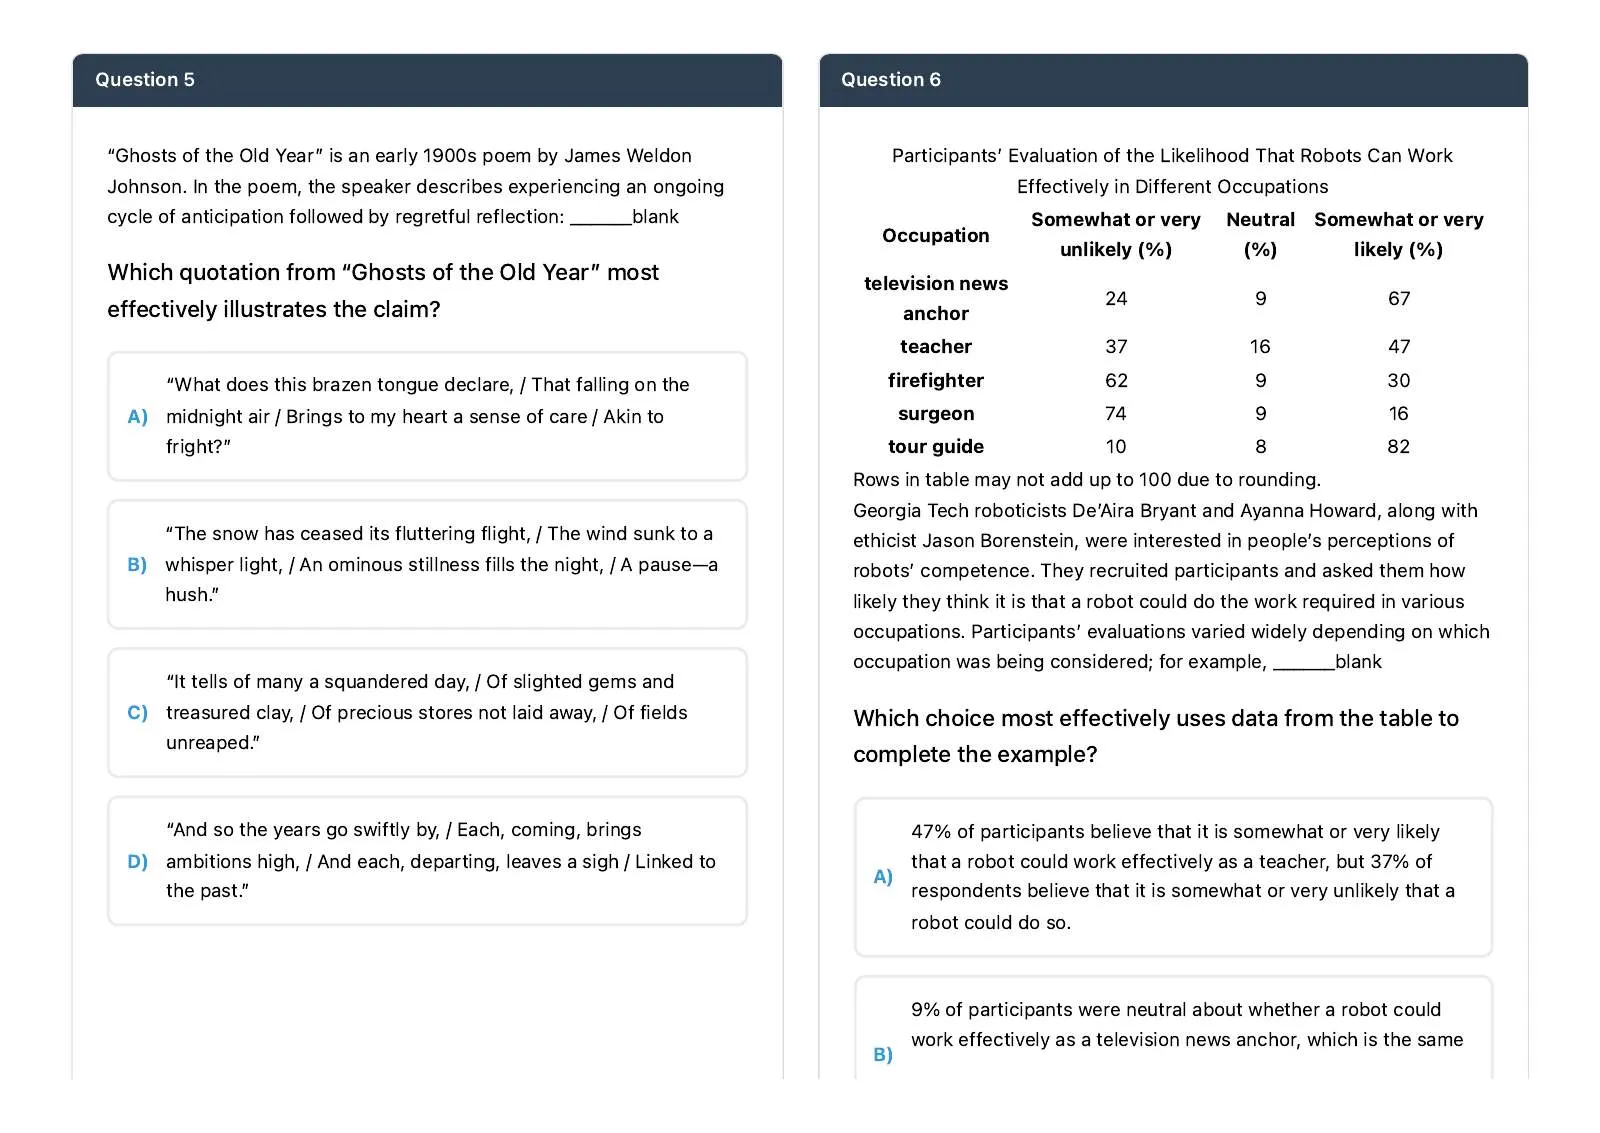 Question 5
“Ghosts of the Old Year” is an early 1900s poem by James Weldon
Johnson. In the poem, the speaker describes experiencing an ongoing
cycle of anticipation followed by regretful reflection: ______blank
Which quotation from “Ghosts of the Old Year” most
effectively illustrates the claim?
“What does this brazen tongue declare, / That falling on the
A) midnight air / Brings to my heart a sense of care / Akin to
fright?”
“The snow has ceased its fluttering flight, / The wind sunk to a
B) whisper light, / An ominous stillness fills the night, / A pause—a
hush.”
“It tells of many a squandered day, / Of slighted gems and
C) treasured clay, / Of precious stores not laid away, / Of fields
unreaped.”
“And so the years go swiftly by, / Each, coming, brings
D) ambitions high, / And each, departing, leaves a sigh / Linked to
the past.”
Question 6
Participants’ Evaluation of the Likelihood That Robots Can Work
Effectively in Different Occupations
Occupation Somewhat or very unlikely (%) Neutral (%) Somewhat or very likely (%)
television news anchor 24 9 67
teacher 37 16 47
firefighter 62 9 30
surgeon 74 9 16
tour guide 10 8 82
Rows in table may not add up to 100 due to rounding.
Georgia Tech roboticists De’Aira Bryant and Ayanna Howard, along with
ethicist Jason Borenstein, were interested in people’s perceptions of
robots’ competence. They recruited participants and asked them how
likely they think it is that a robot could do the work required in various
occupations. Participants’ evaluations varied widely depending on which
occupation was being considered; for example, ______blank
Which choice most effectively uses data from the table to
complete the example?
47% of participants believe that it is somewhat or very likely
that a robot could work effectively as a teacher, but 37% of
A) respondents believe that it is somewhat or very unlikely that a
robot could do so.
9% of participants were neutral about whether a robot could
work effectively as a television news anchor, which is the same
B)